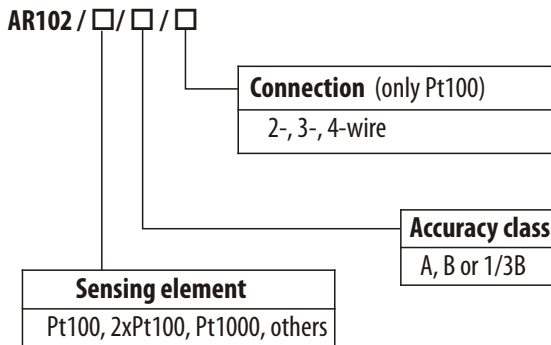 AR102 / □ / □ / □
Connection (only Pt100)
2-, 3-, 4-wire
Accuracy class
A, B or 1/3B
Sensing element
Pt100, 2xPt100, Pt1000, others